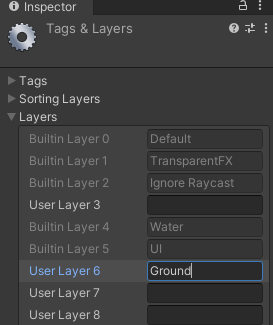 Inspector
Tags & Layers
Tags
Sorting Layers
Layers
Builtin Layer 0 Default
Builtin Layer 1 TransparentFX
Builtin Layer 2 Ignore Raycast
User Layer 3
Builtin Layer 4 Water
Builtin Layer 5 UI
User Layer 6 Ground
User Layer 7
User Layer 8